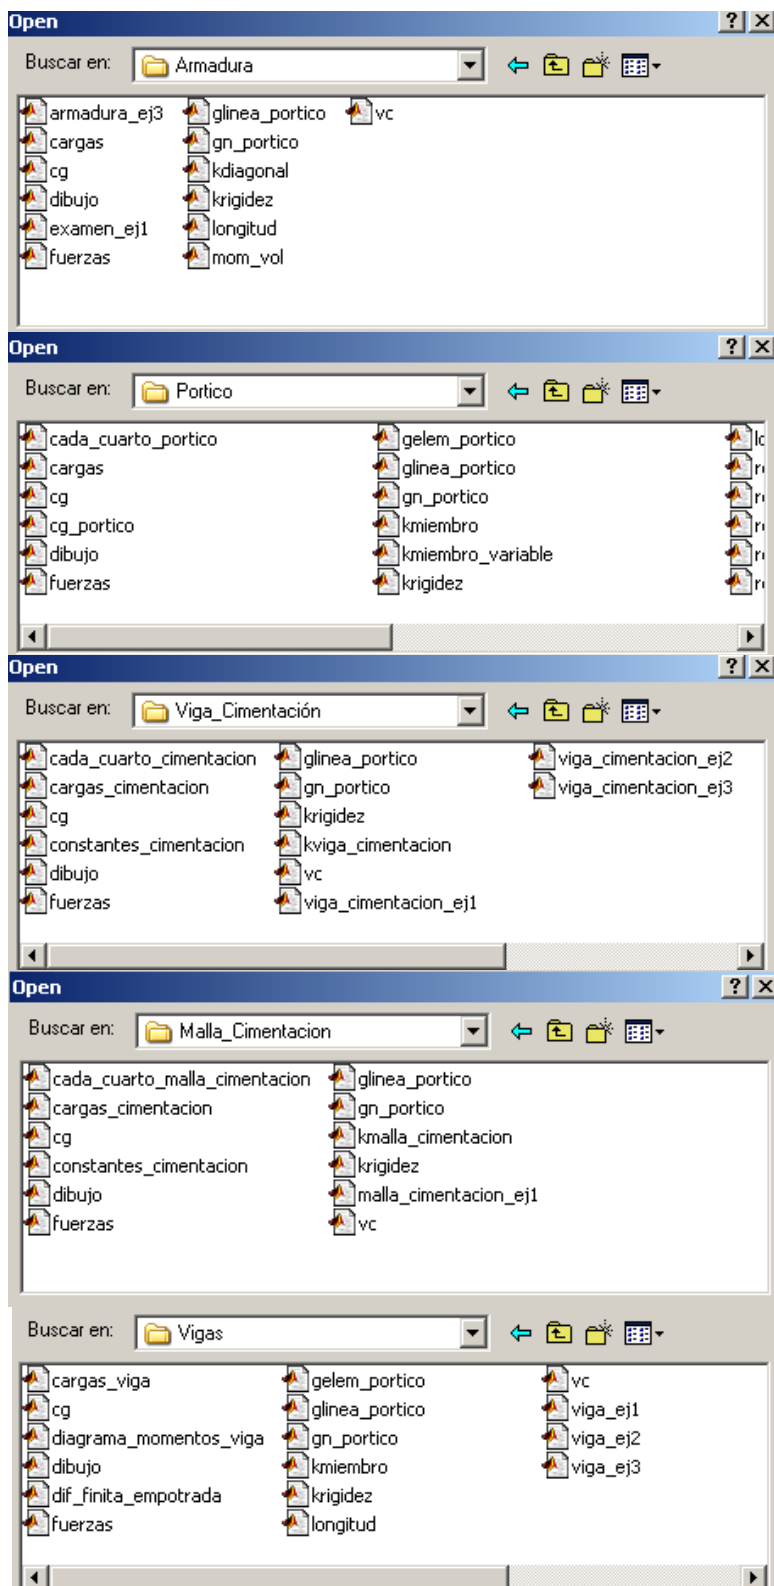 Open
Buscar en: Armadura
armadura_ej3 glinea_portico vc
cargas gn_portico
cg kdiagonal
dibujo krigidez
examen_ej1 longitud
fuerzas mom_vol
Open
Buscar en: Portico
cada_cuarto_portico gelem_portico
cargas glinea_portico
cg gn_portico
cg_portico kmiembro
dibujo kmiembro_variable
fuerzas krigidez
Open
Buscar en: Viga_Cimentación
cada_cuarto_cimentacion glinea_portico viga_cimentacion_ej2
cargas_cimentacion gn_portico viga_cimentacion_ej3
cg krigidez
constantes_cimentacion kviga_cimentacion
dibujo vc
fuerzas viga_cimentacion_ej1
Open
Buscar en: Malla_Cimentacion
cada_cuarto_malla_cimentacion glinea_portico
cargas_cimentacion gn_portico
cg kmalla_cimentacion
constantes_cimentacion krigidez
dibujo malla_cimentacion_ej1
fuerzas vc
Buscar en: Vigas
cargas_viga gelem_portico vc
cg glinea_portico viga_ej1
diagrama_momentos_viga gn_portico viga_ej2
dibujo kmiembro viga_ej3
dif_finita_empotrada krigidez
fuerzas longitud